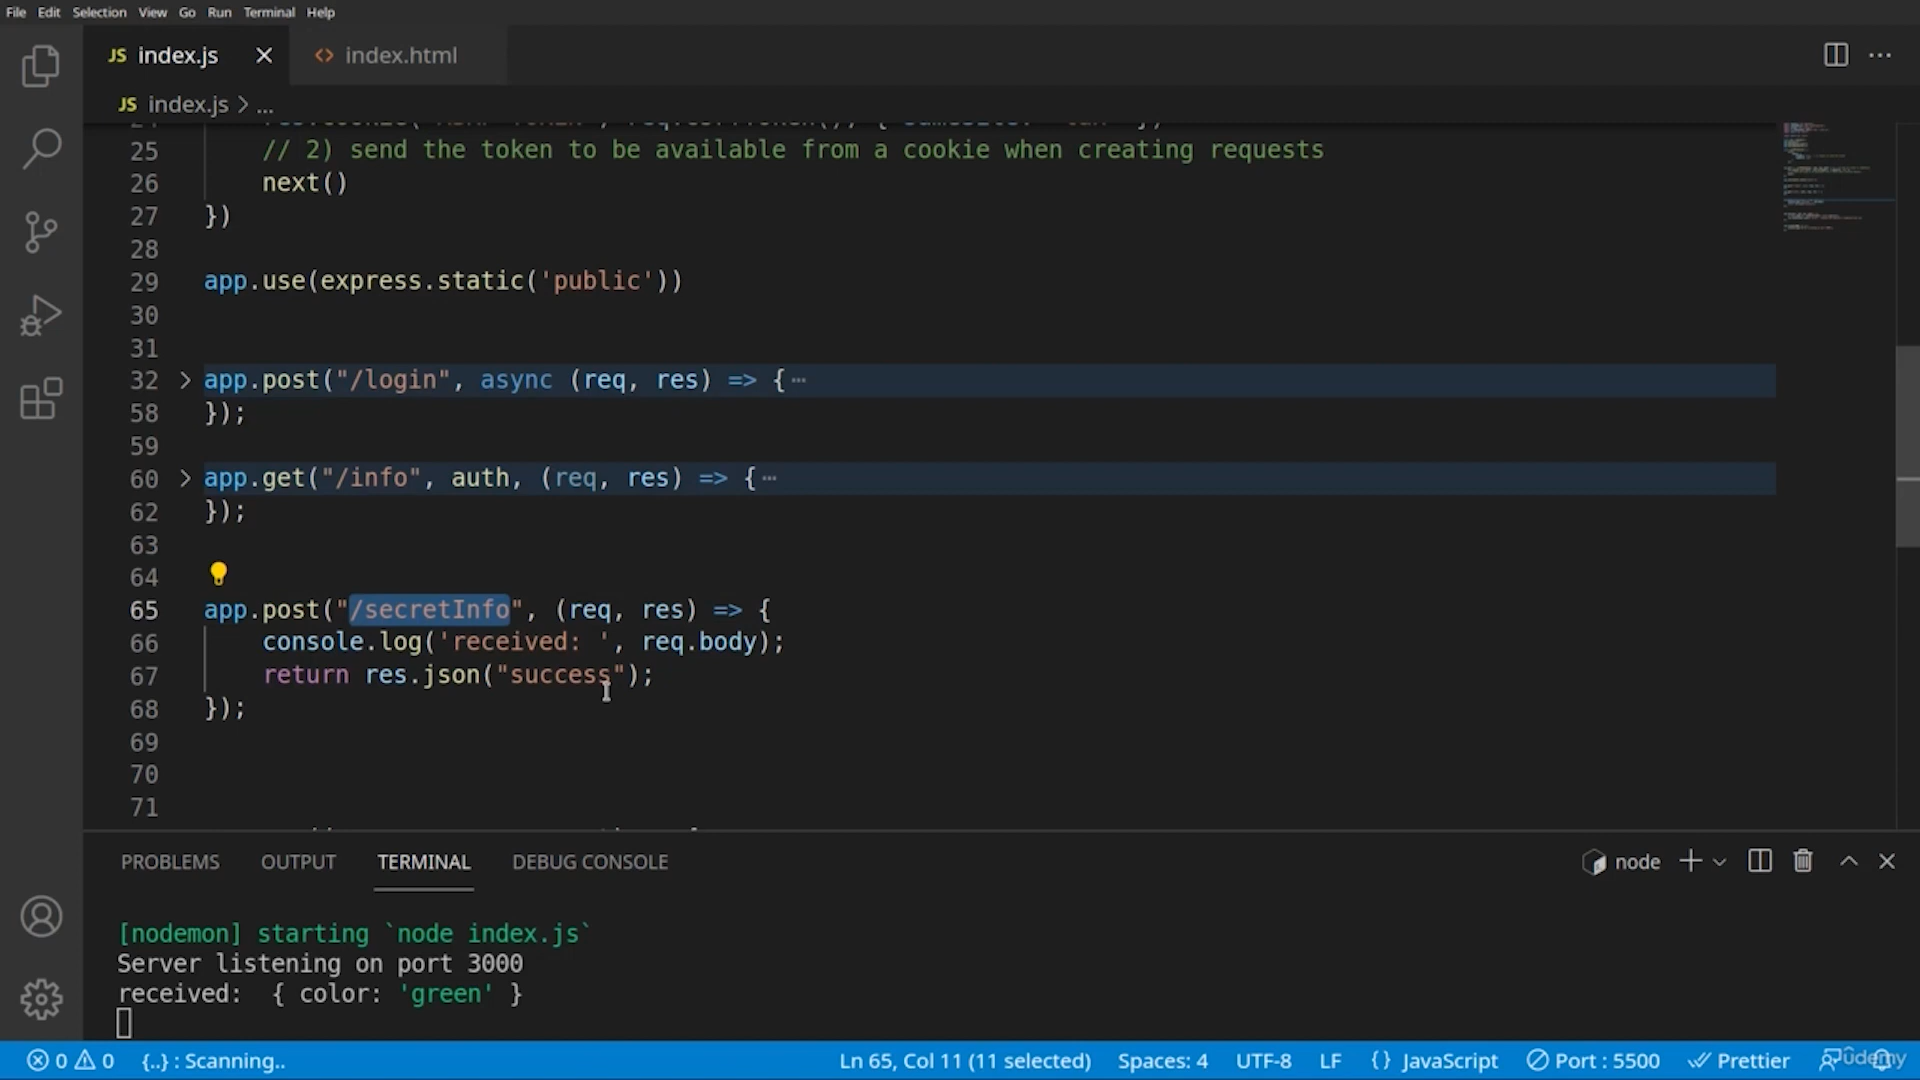 File Edit Selection View Go Run Terminal Help
JS index.js × <> index.html
JS index.js > ...
25 // 2) send the token to be available from a cookie when creating requests
26 next()
27 })
28
29 app.use(express.static('public'))
30
31
32 app.post("/login", async (req, res) => {
58 });
59
60 app.get("/info", auth, (req, res) => {
62 });
63
64
65 app.post("/secretInfo", (req, res) => {
66 console.log('received: ', req.body);
67 return res.json("success");
68 });
69
70
71
PROBLEMS OUTPUT TERMINAL DEBUG CONSOLE node
[nodemon] starting `node index.js`
Server listening on port 3000
received:  { color: 'green' }
0 0 {..} : Scanning.. Ln 65, Col 11 (11 selected) Spaces: 4 UTF-8 LF {} JavaScript Port : 5500 Prettier Udemy